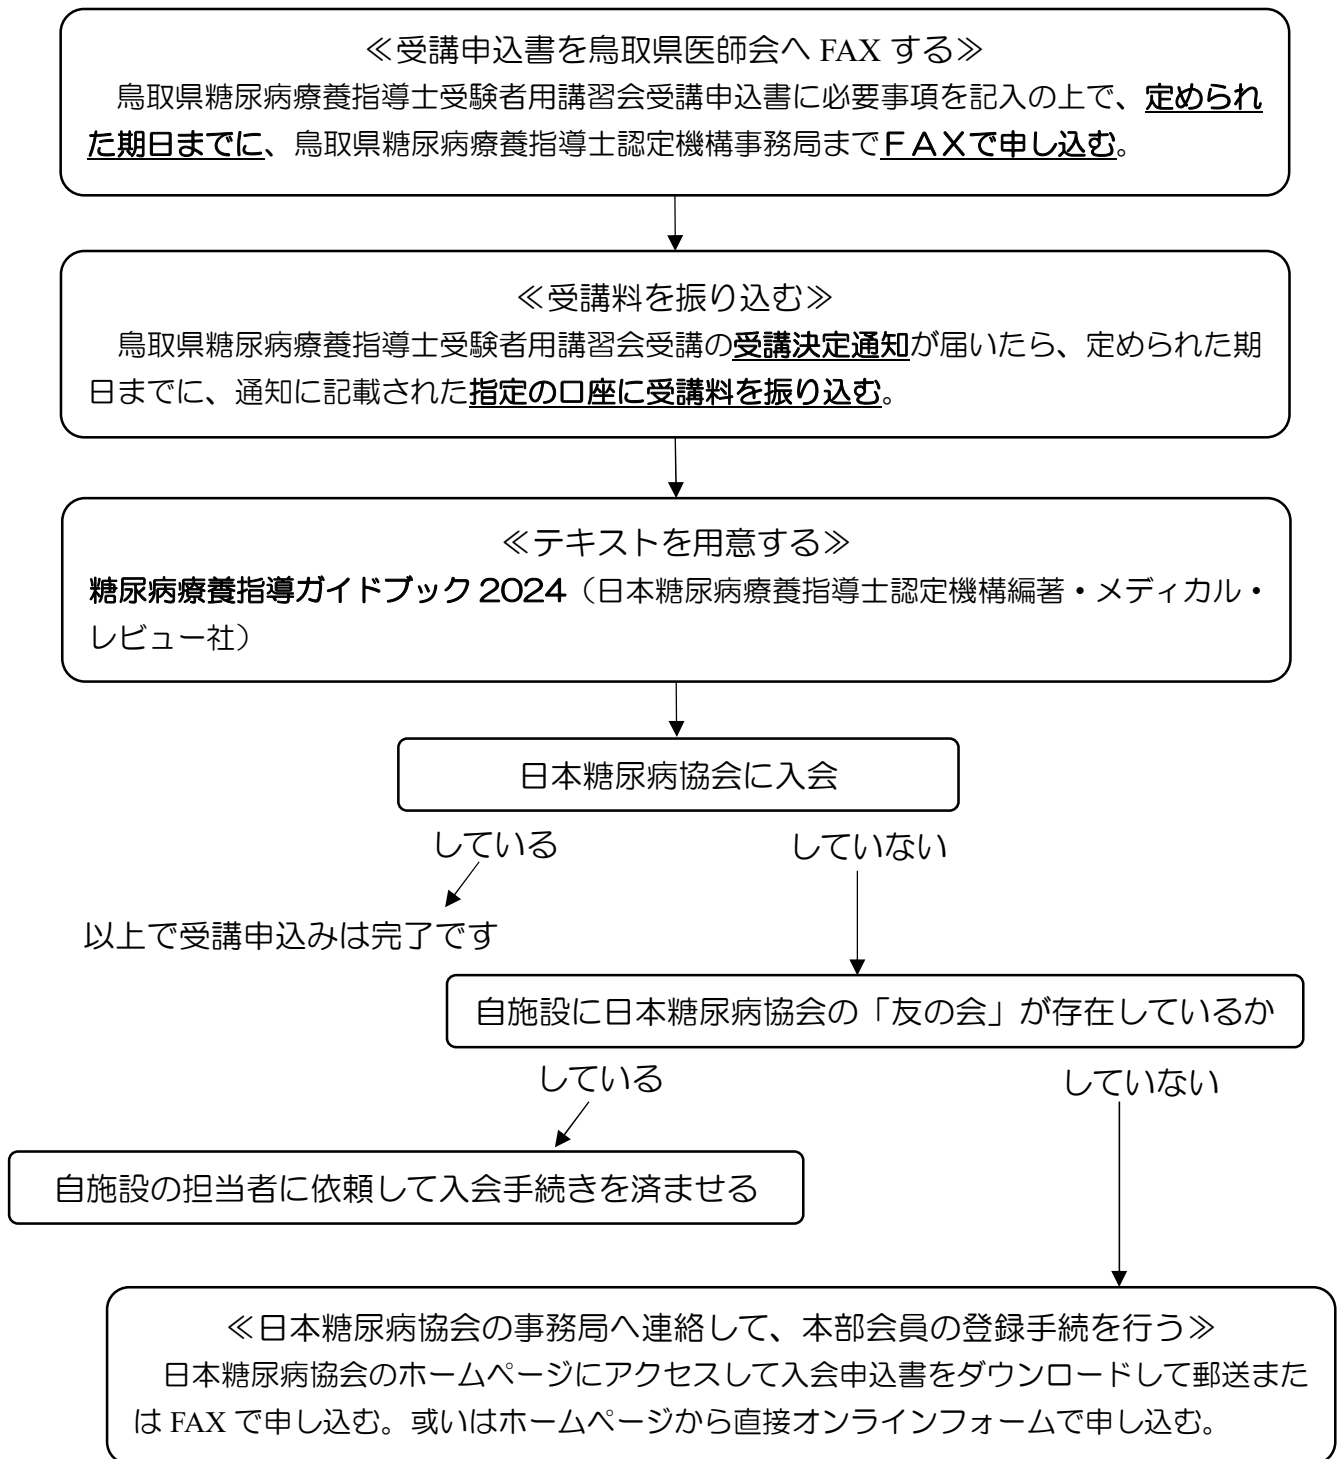 ≪受講申込書を鳥取県医師会へ FAX する≫
鳥取県糖尿病療養指導士受験者用講習会受講申込書に必要事項を記入の上で、定められ
た期日までに、鳥取県糖尿病療養指導士認定機構事務局までＦＡＸで申し込む。
≪受講料を振り込む≫
鳥取県糖尿病療養指導士受験者用講習会受講の受講決定通知が届いたら、定められた期
日までに、通知に記載された指定の口座に受講料を振り込む。
≪テキストを用意する≫
糖尿病療養指導ガイドブック 2024（日本糖尿病療養指導士認定機構編著・メディカル・
レビュー社）
日本糖尿病協会に入会
している
していない
以上で受講申込みは完了です
自施設に日本糖尿病協会の「友の会」が存在しているか
している
していない
自施設の担当者に依頼して入会手続きを済ませる
≪日本糖尿病協会の事務局へ連絡して、本部会員の登録手続を行う≫
日本糖尿病協会のホームページにアクセスして入会申込書をダウンロードして郵送また
は FAX で申し込む。或いはホームページから直接オンラインフォームで申し込む。